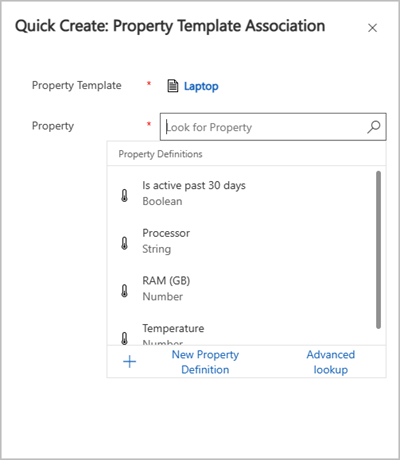 Quick Create: Property Template Association
Property Template * Laptop
Property * Look for Property
Property Definitions
Is active past 30 days
Boolean
Processor
String
RAM (GB)
Number
Temperature
Number
New Property
Definition
Advanced
lookup